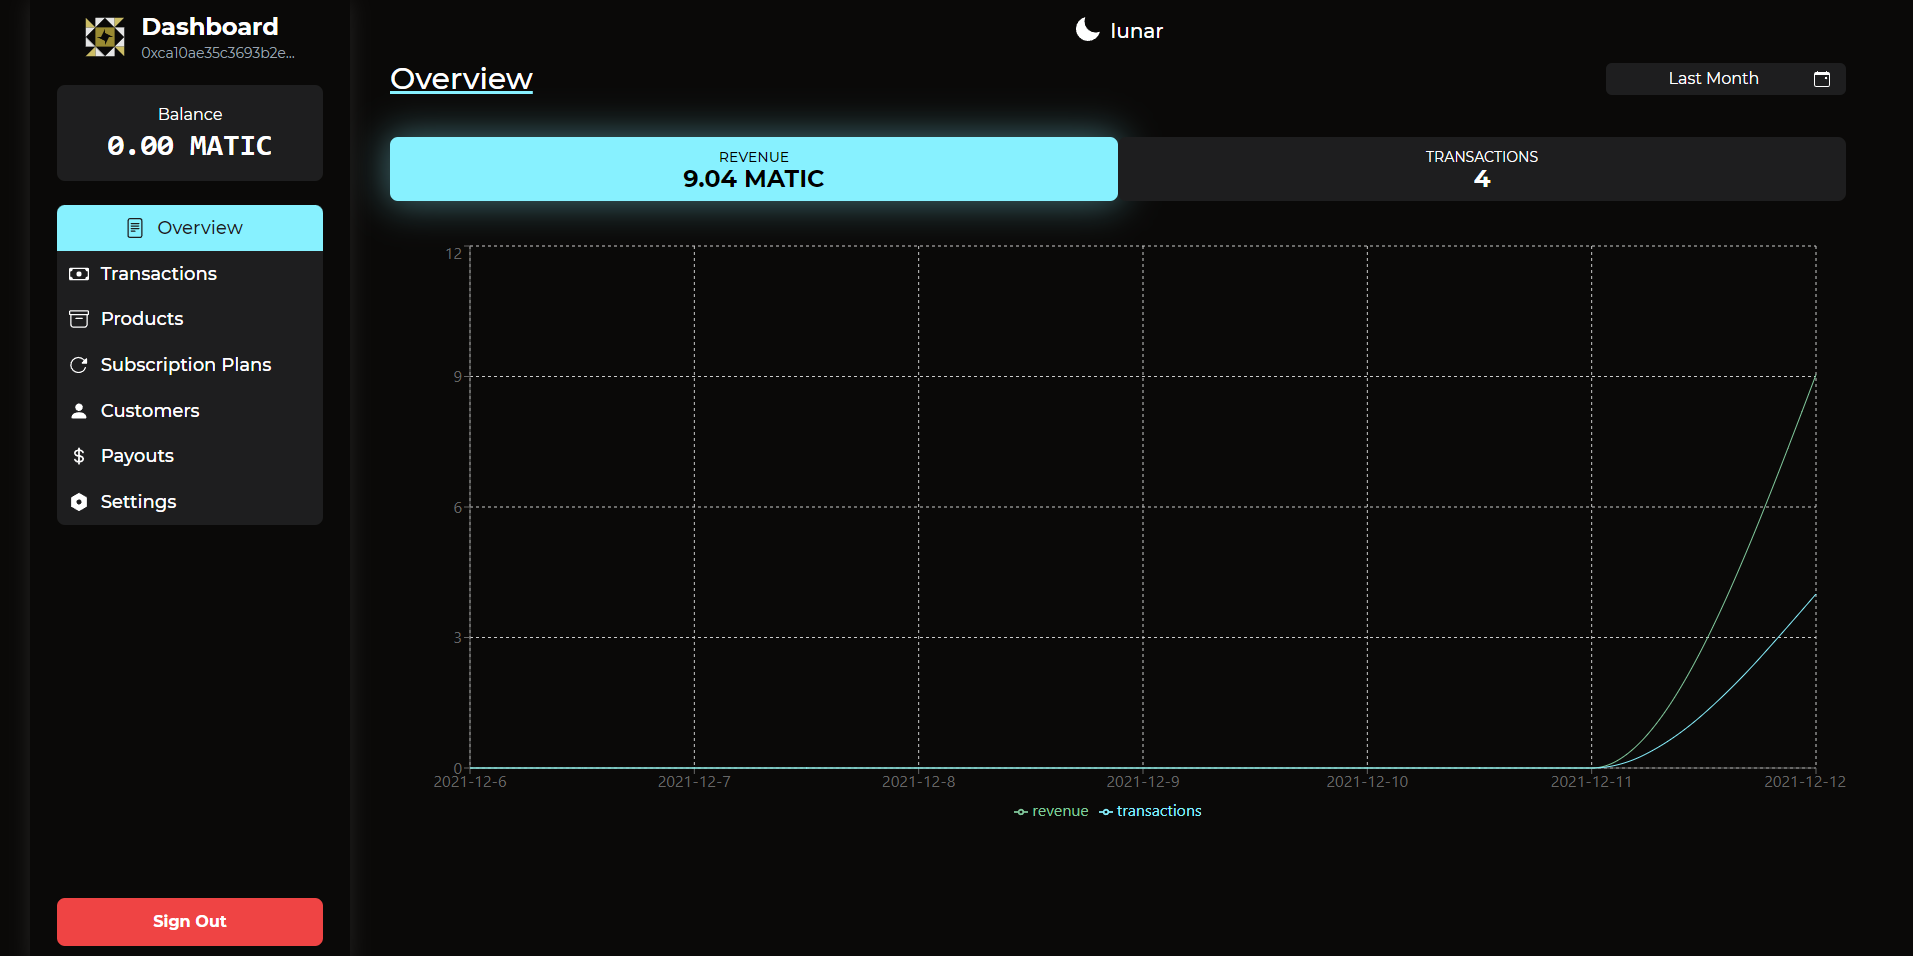 Dashboard
0xca10ae35c3693b2e...
Balance
0.00 MATIC
Overview
Transactions
Products
Subscription Plans
Customers
Payouts
Settings
Sign Out
lunar
Overview
Last Month
REVENUE
9.04 MATIC
TRANSACTIONS
4
12
9
6
3
0
2021-12-6 2021-12-7 2021-12-8 2021-12-9 2021-12-10 2021-12-11 2021-12-12
revenue transactions